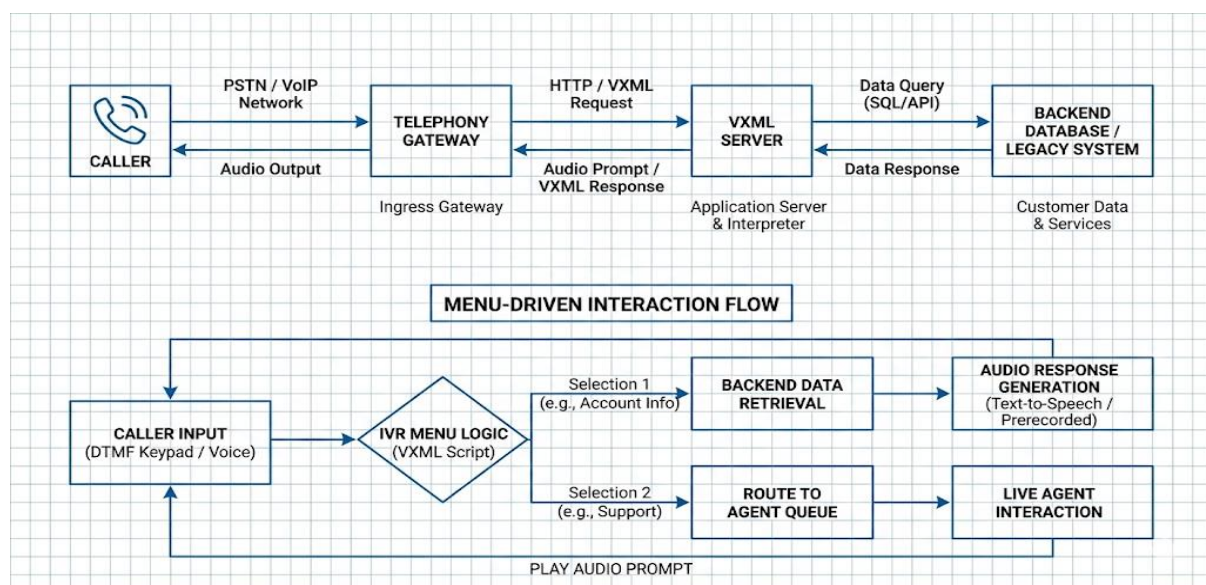 PSTN / VoIP
Network
HTTP / VXML
Request
Data Query
(SQL/API)
CALLER
TELEPHONY
GATEWAY
VXML
SERVER
BACKEND
DATABASE /
LEGACY SYSTEM
Audio Output
Audio Prompt /
VXML Response
Data Response
Ingress Gateway
Application Server
& Interpreter
Customer Data
& Services
MENU-DRIVEN INTERACTION FLOW
CALLER INPUT
(DTMF Keypad / Voice)
IVR MENU LOGIC
(VXML Script)
Selection 1
(e.g., Account Info)
BACKEND DATA
RETRIEVAL
AUDIO RESPONSE
GENERATION
(Text-to-Speech /
Prerecorded)
Selection 2
(e.g., Support)
ROUTE TO
AGENT QUEUE
LIVE AGENT
INTERACTION
PLAY AUDIO PROMPT